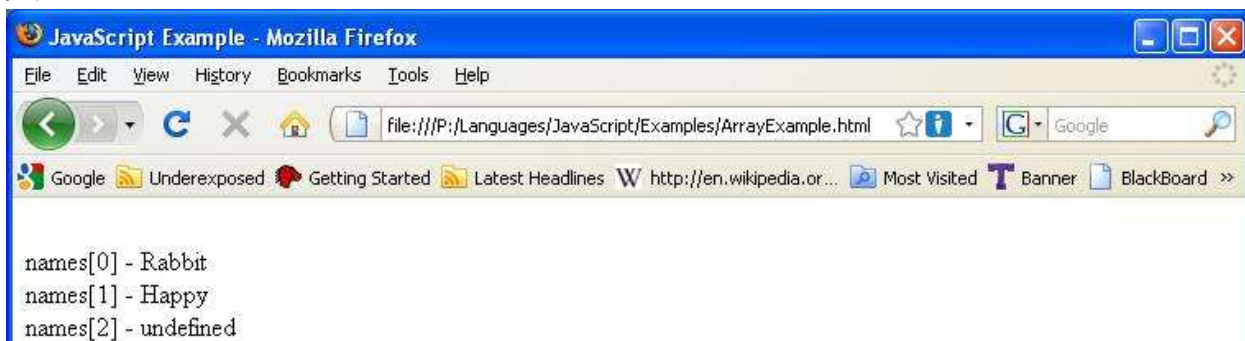 JavaScript Example - Mozilla Firefox
File Edit View History Bookmarks Tools Help
file:///P:/Languages/JavaScript/Examples/ArrayExample.html G Google
Google Underexposed Getting Started Latest Headlines W http://en.wikipedia.or... Most Visited T Banner BlackBoard »
names[0] - Rabbit
names[1] - Happy
names[2] - undefined